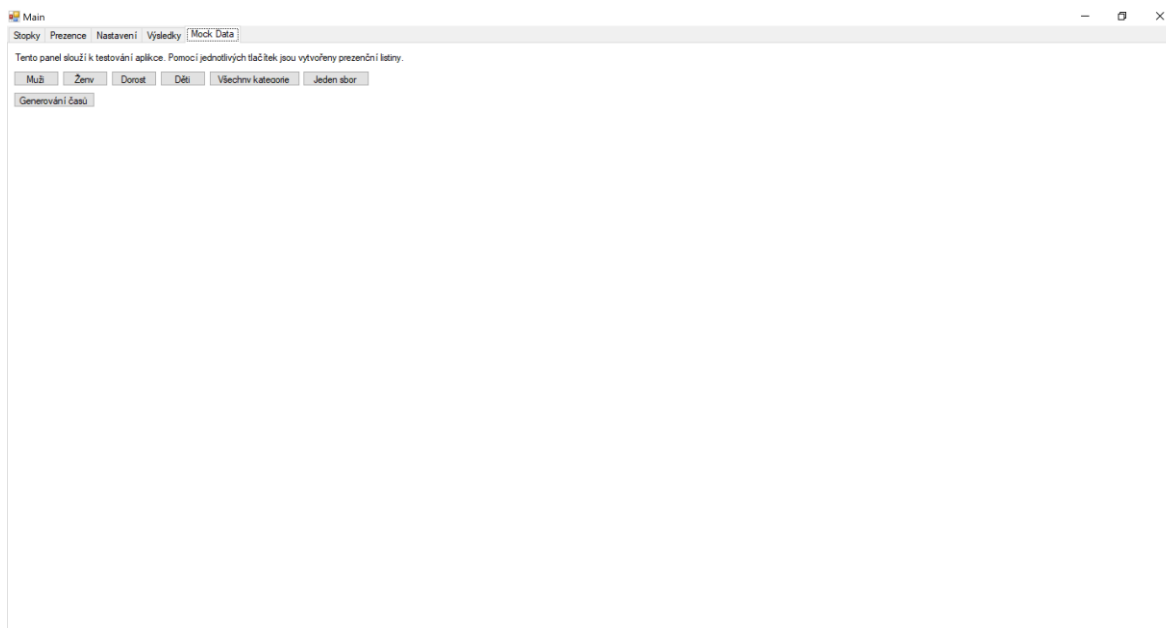 Main
Stopky Prezence Nastavení Výsledky Mock Data
Tento panel slouží k testování aplikce. Pomocí jednotlivých tlačítek jsou vytvořeny prezenční listiny.
Muži Ženy Dorost Děti Všechny kategorie Jeden sbor
Generování časů